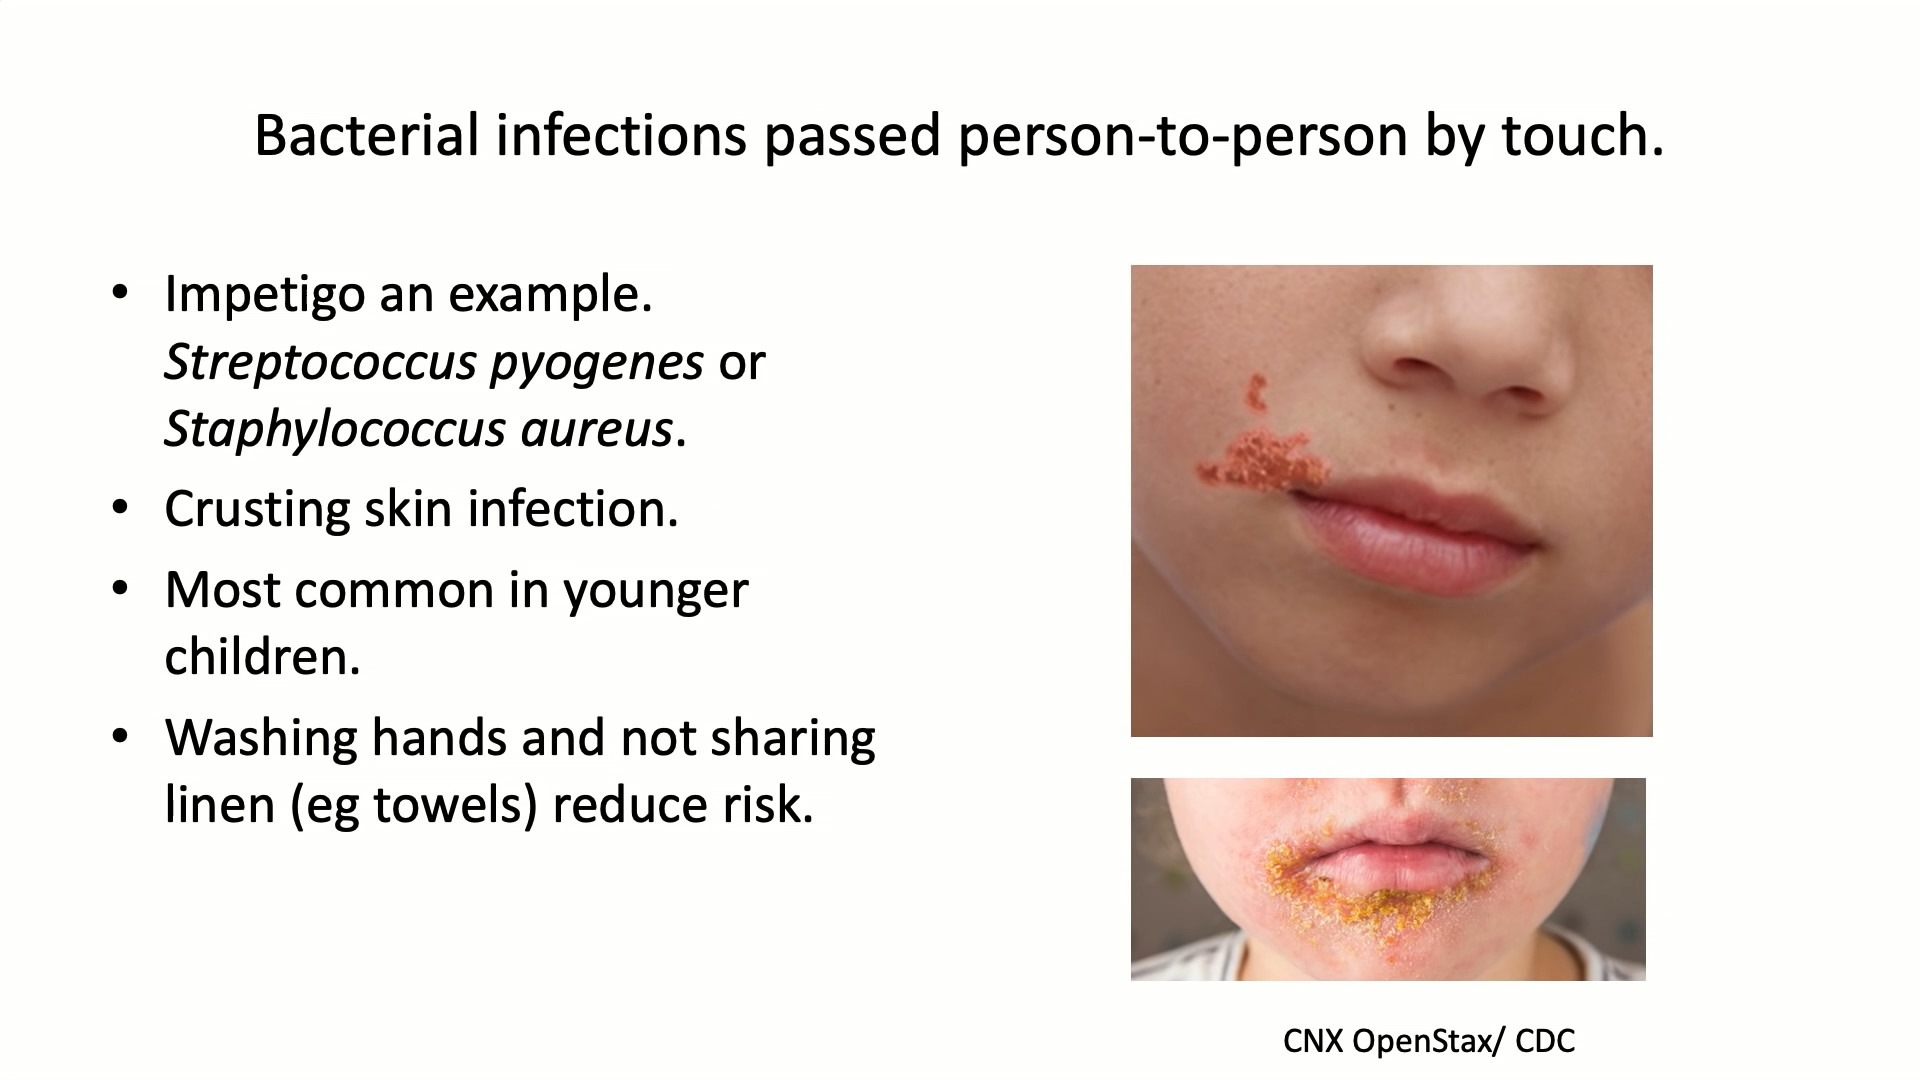 Bacterial infections passed person-to-person by touch.
• Impetigo an example.
Streptococcus pyogenes or
Staphylococcus aureus.
• Crusting skin infection.
• Most common in younger
children.
• Washing hands and not sharing
linen (eg towels) reduce risk.
CNX OpenStax/ CDC